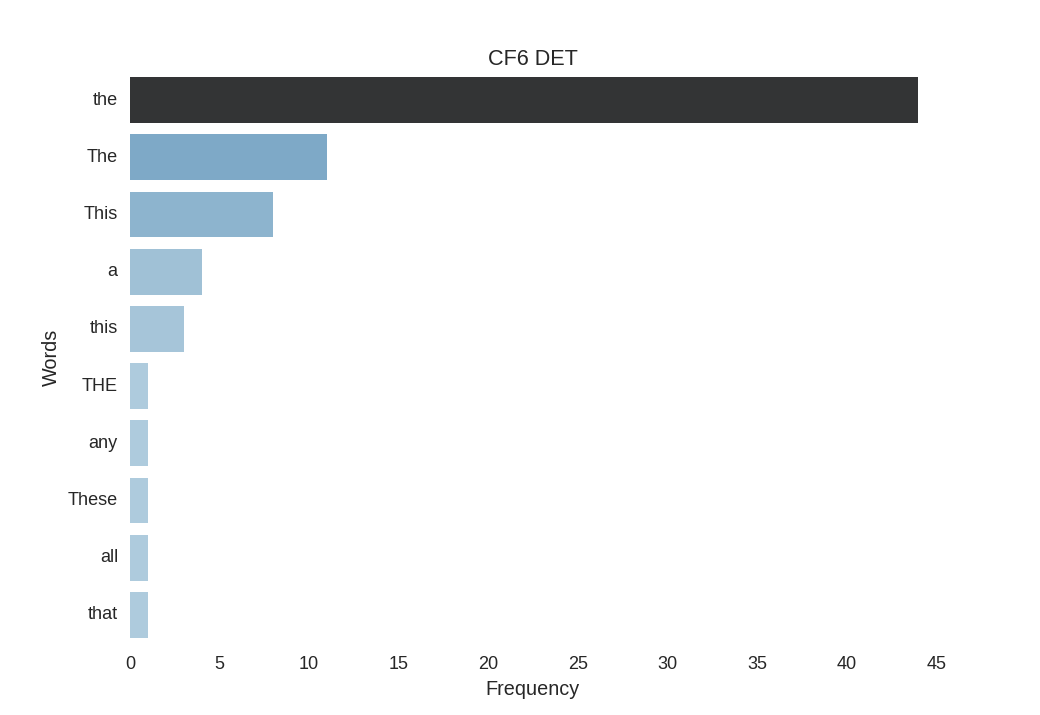 CF6 DET
the
The
This
a
this
THE
any
These
all
that
Words
0 5 10 15 20 25 30 35 40 45
Frequency